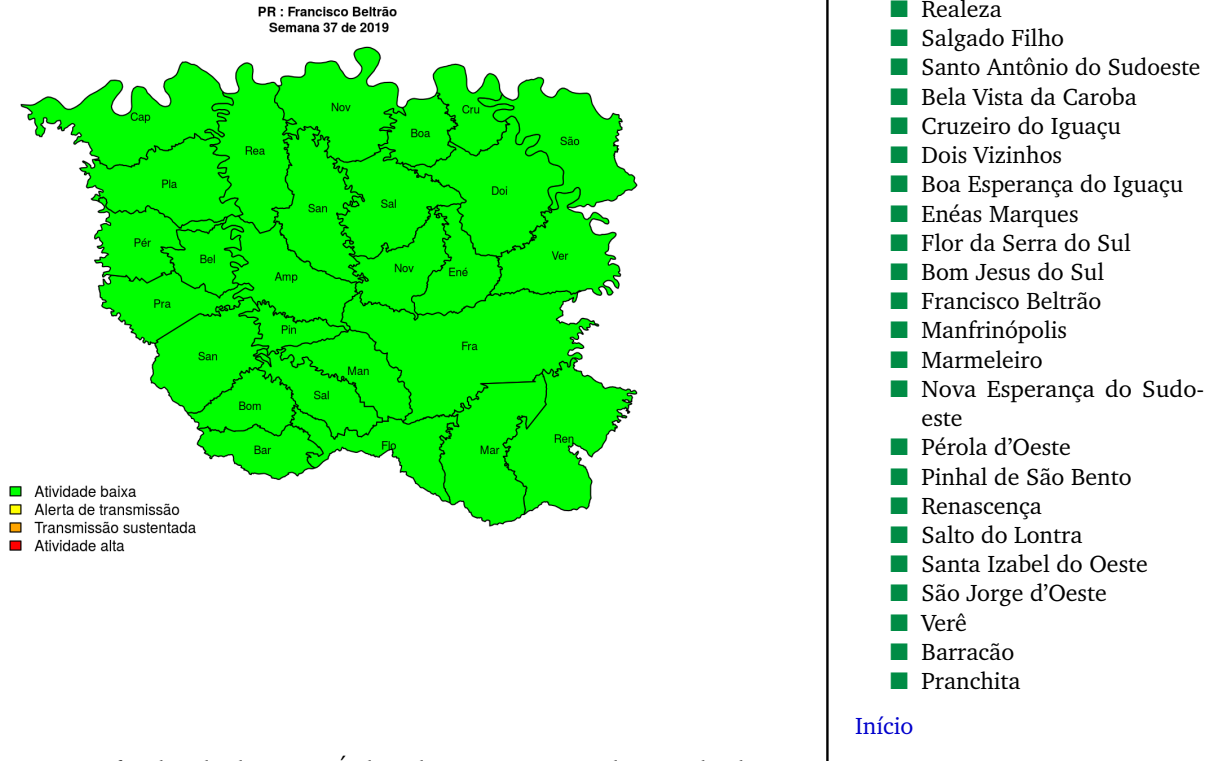 PR : Francisco Beltrão
Semana 37 de 2019
Cap
Nov
Cru
Boa
São
Rea
Pla
Doi
Sal
San
Pér
Bel
Ver
Nov
Ené
Amp
Pra
Pin
Fra
San
Man
Sal
Bom
Ren
Flo
Bar
Mar
Atividade baixa
Alerta de transmissão
Transmissão sustentada
Atividade alta
Realeza
Salgado Filho
Santo Antônio do Sudoeste
Bela Vista da Caroba
Cruzeiro do Iguaçu
Dois Vizinhos
Boa Esperança do Iguaçu
Enéas Marques
Flor da Serra do Sul
Bom Jesus do Sul
Francisco Beltrão
Manfrinópolis
Marmeleiro
Nova Esperança do Sudo-
este
Pérola d'Oeste
Pinhal de São Bento
Renascença
Salto do Lontra
Santa Izabel do Oeste
São Jorge d'Oeste
Verê
Barracão
Pranchita
Início